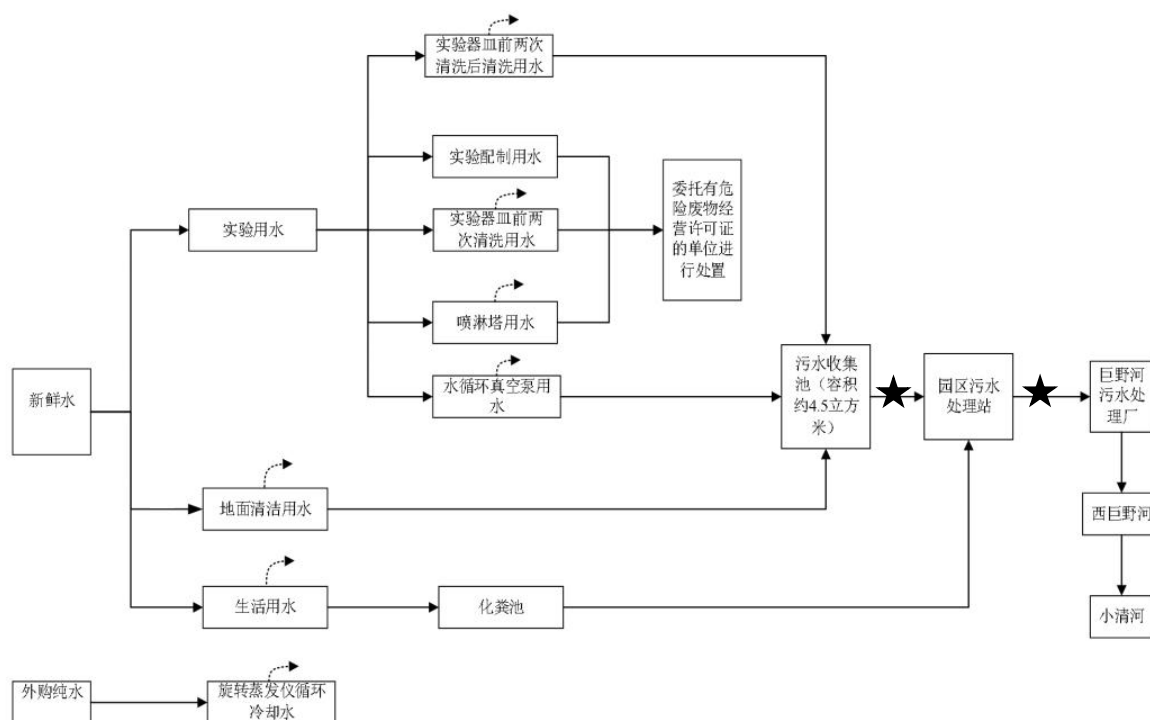 实验器皿前两次
清洗后清洗用水
实验配制用水
实验器皿前两
次清洗用水
喷淋塔用水
水循环真空泵用
水
委托有危
险废物经
营许可证
的单位进
行处置
实验用水
新鲜水
污水收集
池（容积
约4.5立方
米）
园区污水
处理站
巨野河
污水处
理厂
西巨野河
小清河
地面清洁用水
生活用水
化粪池
外购纯水
旋转蒸发仪循环
冷却水